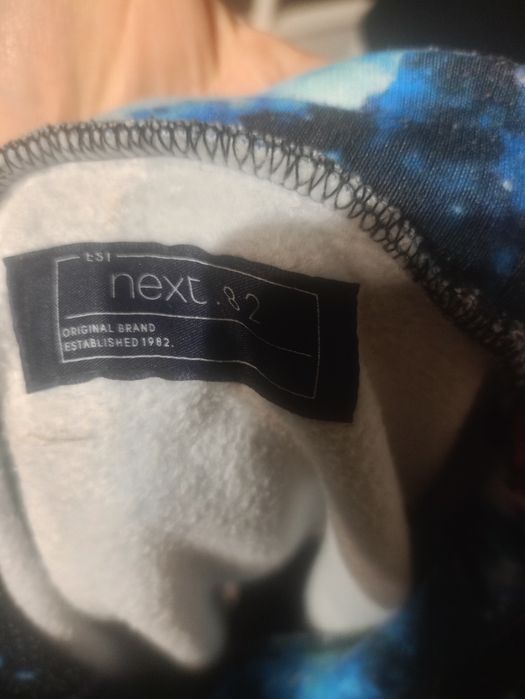 EST
next.82
ORIGINAL BRAND
ESTABLISHED 1982.